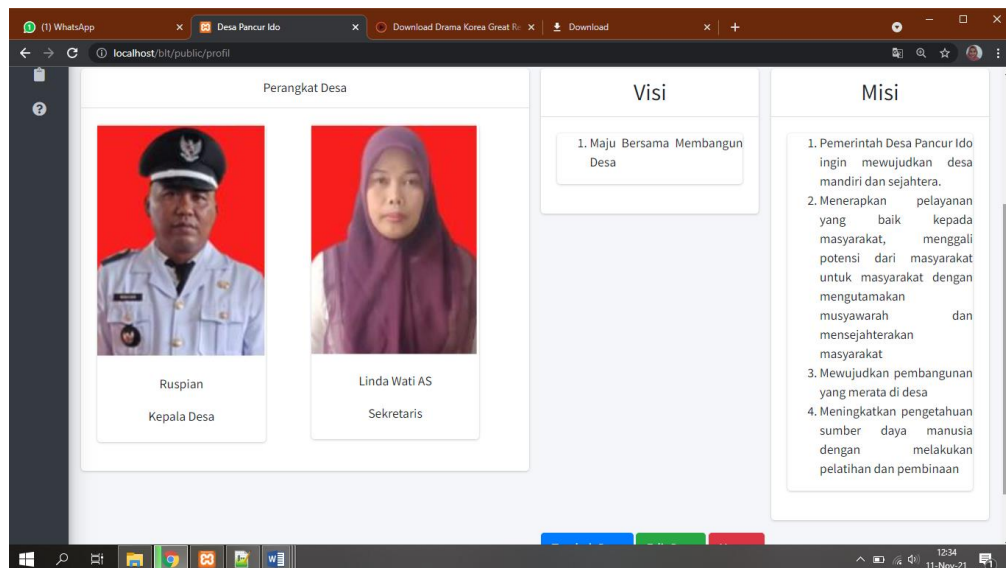 (1) WhatsApp
Desa Pancur Ido
Download Drama Korea Great Re
Download
localhost/blt/public/profil
Perangkat Desa
Ruspian
Kepala Desa
Linda Wati AS
Sekretaris
Visi
1. Maju Bersama Membangun
Desa
Misi
1. Pemerintah Desa Pancur Ido
ingin mewujudkan desa
mandiri dan sejahtera.
2. Menerapkan pelayanan
yang baik kepada
masyarakat, menggali
potensi dari masyarakat
untuk masyarakat dengan
mengutamakan
musyawarah dan
mensejahterakan
masyarakat
3. Mewujudkan pembangunan
yang merata di desa
4. Meningkatkan pengetahuan
sumber daya manusia
dengan melakukan
pelatihan dan pembinaan
12:34
11-Nov-21